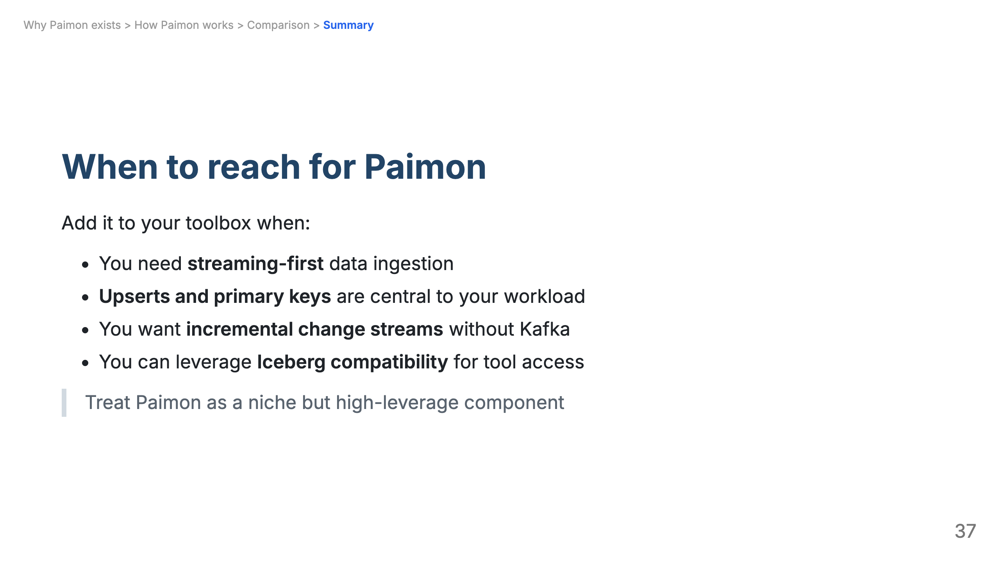 Why Paimon exists > How Paimon works > Comparison > Summary
When to reach for Paimon
Add it to your toolbox when:
• You need streaming-first data ingestion
• Upserts and primary keys are central to your workload
• You want incremental change streams without Kafka
• You can leverage Iceberg compatibility for tool access
Treat Paimon as a niche but high-leverage component
37